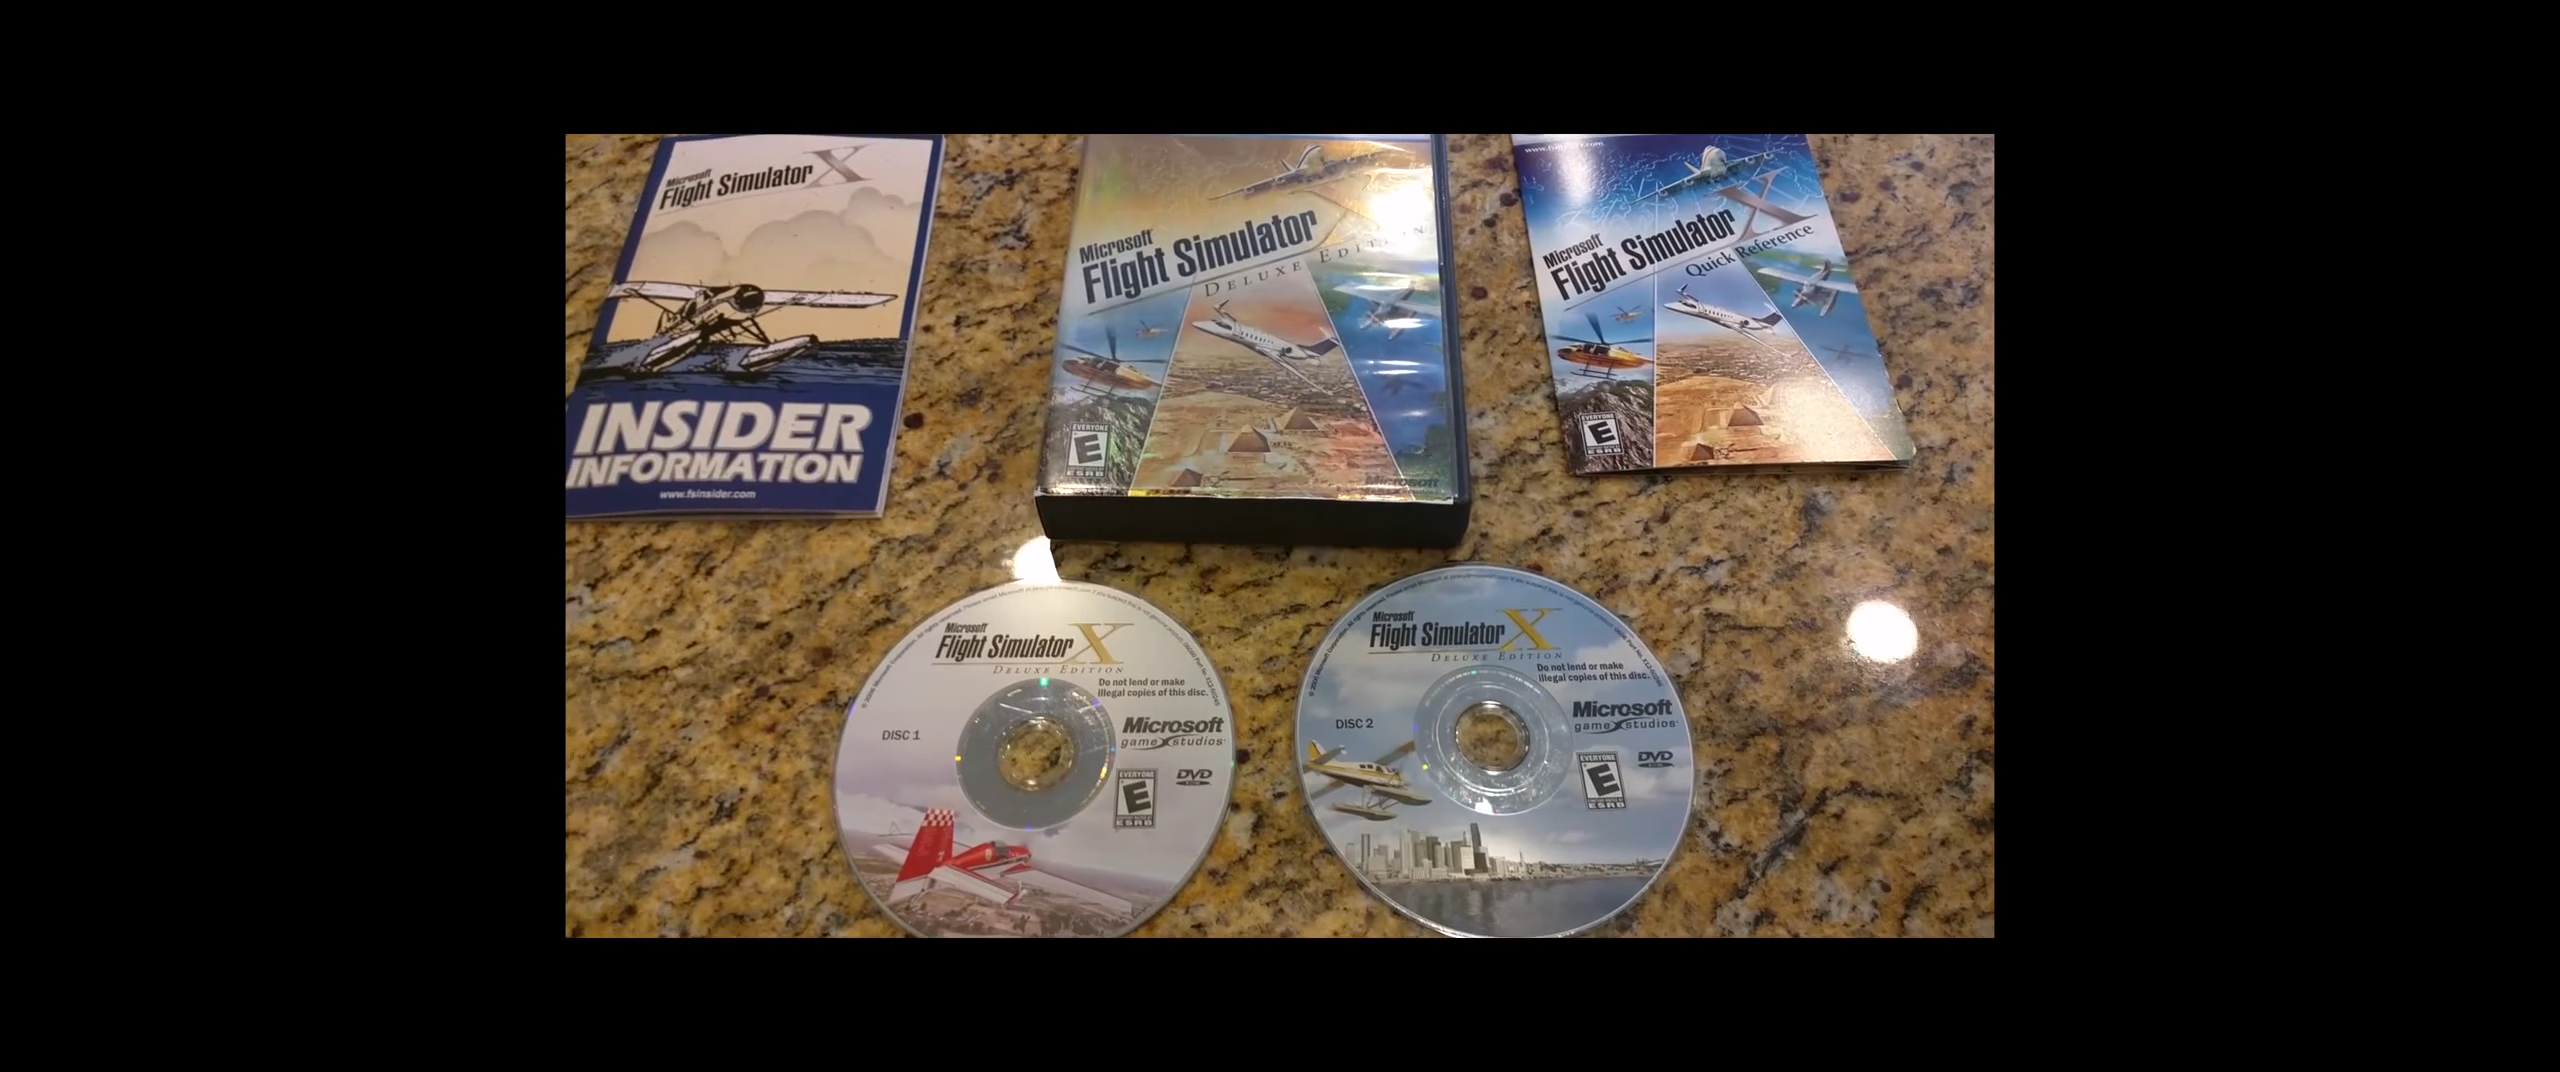 Microsoft
Flight Simulator X
INSIDER
INFORMATION
www.fsinsider.com
Microsoft
Flight Simulator
DELUXE EDITION
EVERYONE
E
ESRB
Microsoft
Microsoft
Flight Simulator X
Quick Reference
EVERYONE
E
ESRB
Microsoft
Flight Simulator X
DELUXE EDITION
Do not lend or make
illegal copies of this disc.
DISC 1
Microsoft
game studios
EVERYONE
E
ESRB
DVD
Microsoft
Flight Simulator X
DELUXE EDITION
Do not lend or make
illegal copies of this disc.
DISC 2
Microsoft
game studios
EVERYONE
E
ESRB
DVD